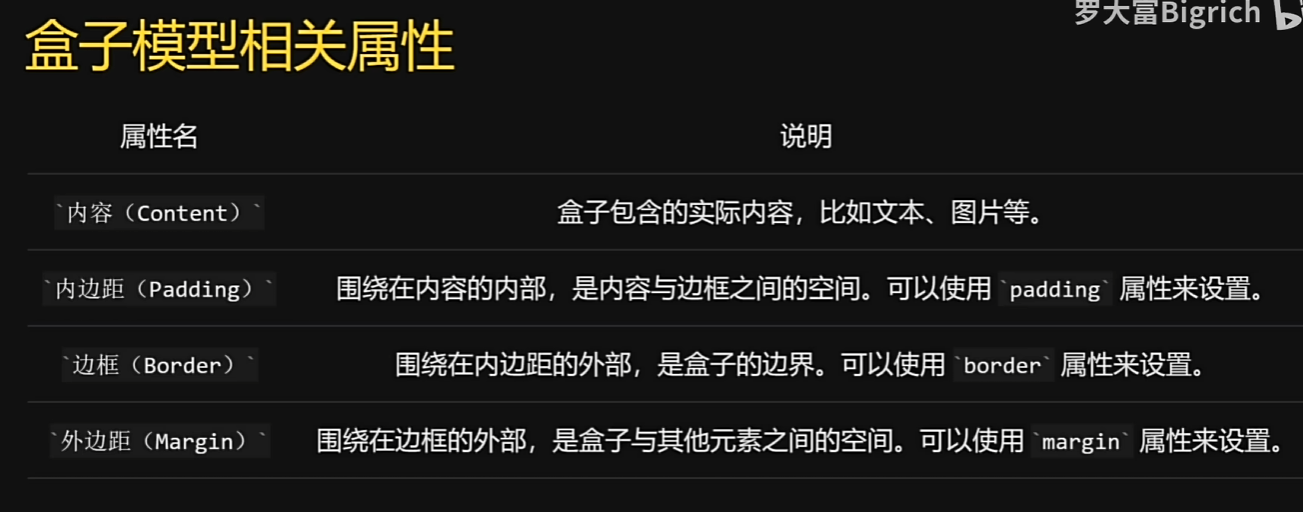 罗大富Bigrich
盒子模型相关属性
属性名 说明
`内容（Content）` 盒子包含的实际内容，比如文本、图片等。
`内边距（Padding）` 围绕在内容的内部，是内容与边框之间的空间。可以使用 `padding` 属性来设置。
`边框（Border）` 围绕在内边距的外部，是盒子的边界。可以使用 `border` 属性来设置。
`外边距（Margin）` 围绕在边框的外部，是盒子与其他元素之间的空间。可以使用 `margin` 属性来设置。